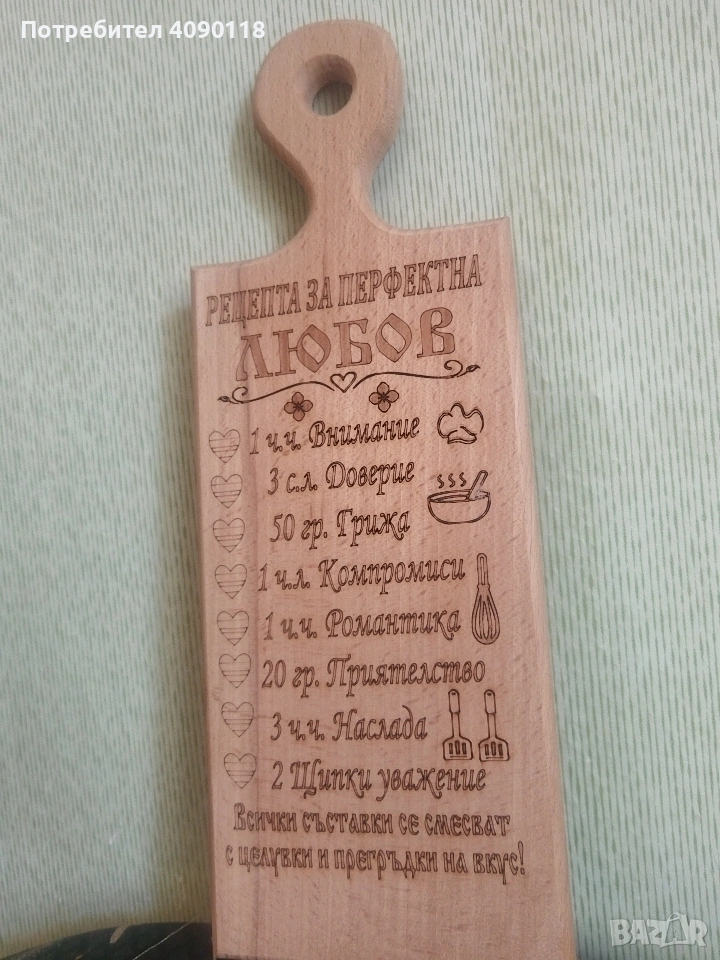 Потребител 4090118
РЕЦЕПТА ЗА ПЕРФЕКТНА
ЛЮБОВ
1 ч.ч. Внимание
3 с.л. Доверие
50 гр. Грижа
1 ч.л. Компромиси
1 ч.ч. Романтика
20 гр. Приятелство
3 ч.ч. Наслада
2 Щипки уважение
Всички съставки се смесват
с целувки и прегръдки на вкус!
BAZAR